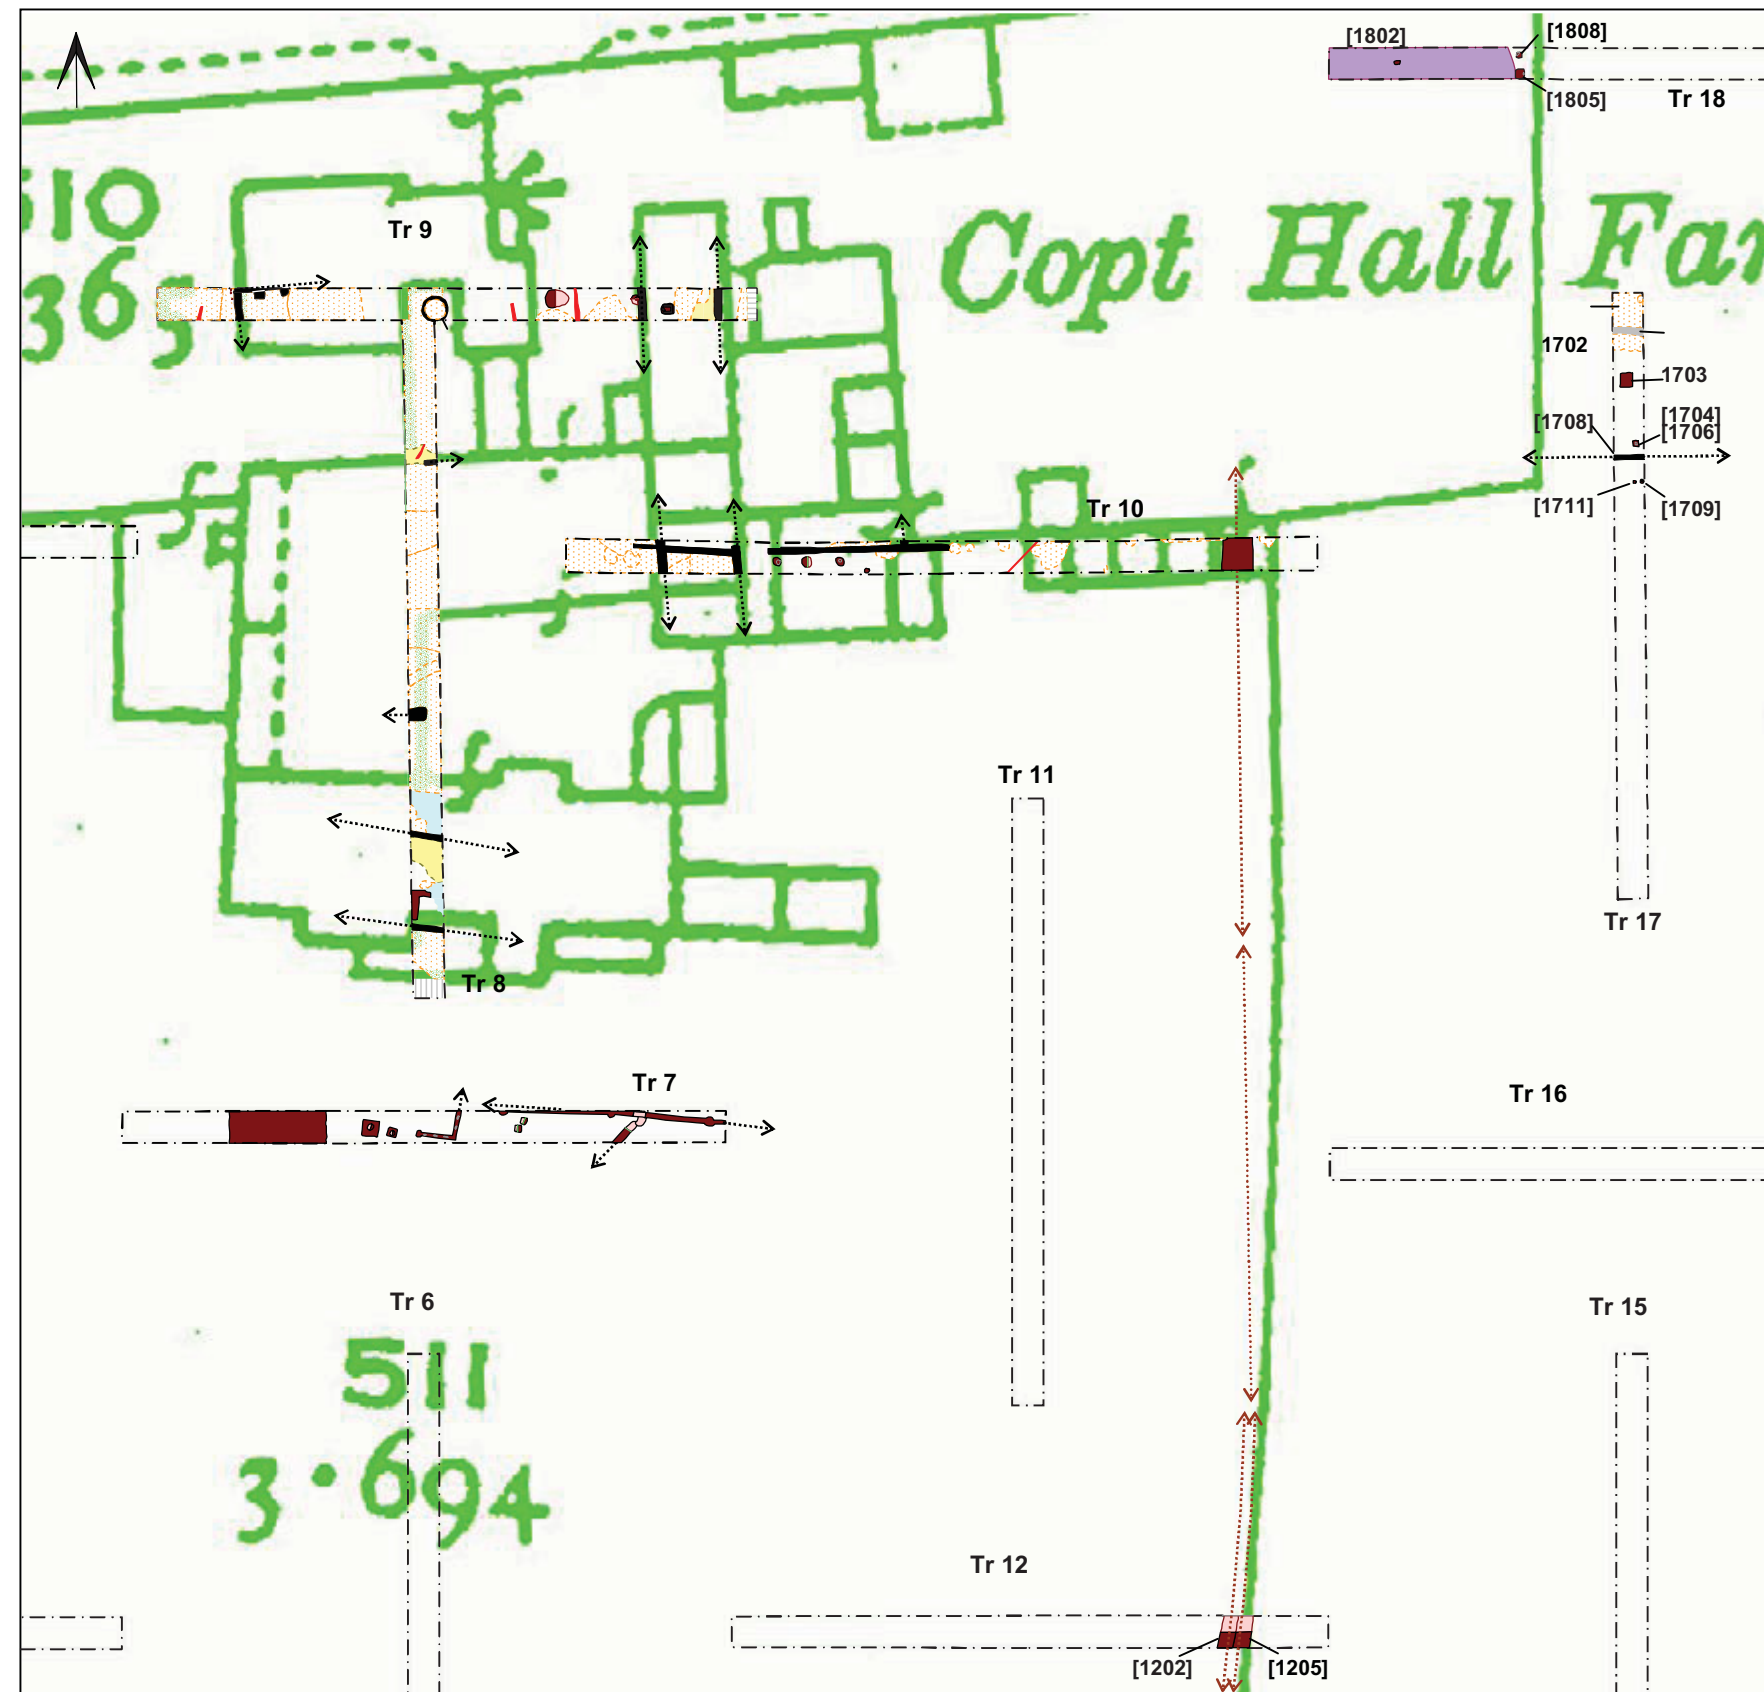 [1802]
[1808]
[1805]
Tr 18
510
Tr 9
Copt Hall Far
365
1702
1703
[1704]
[1708]
[1706]
Tr 10
[1711]
[1709]
Tr 11
Tr 17
Tr 8
Tr 7
Tr 16
Tr 6
Tr 15
511
3·694
Tr 12
[1202]
[1205]